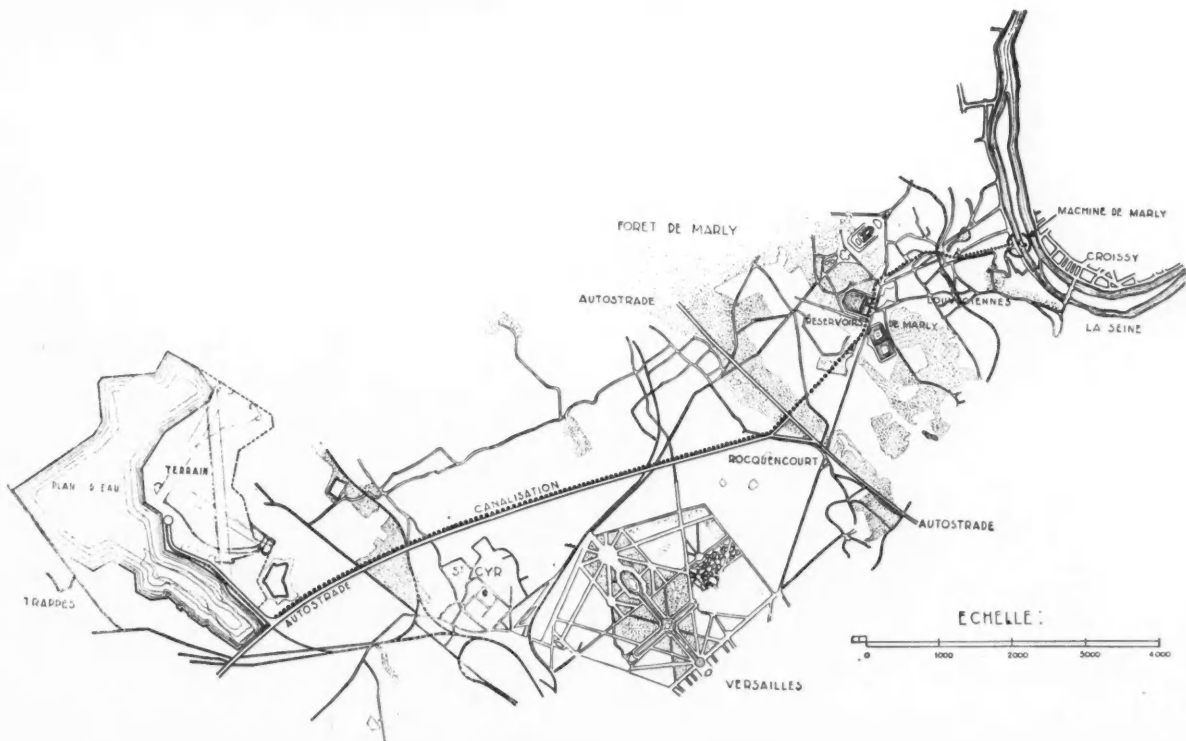 MACHINE DE MARLY
FORÊT DE MARLY
CROISSY
AUTOSTRADE
LOUVECIENNES
RESERVOIRS DE MARLY
LA SEINE
ROCQUENCOURT
TERRAIN
PLAN D'EAU
CANALISATION
AUTOSTRADE
ST CYR
AUTOSTRADE
TRAPPES
ECHELLE :
0 1000 2000 3000 4000
VERSAILLES